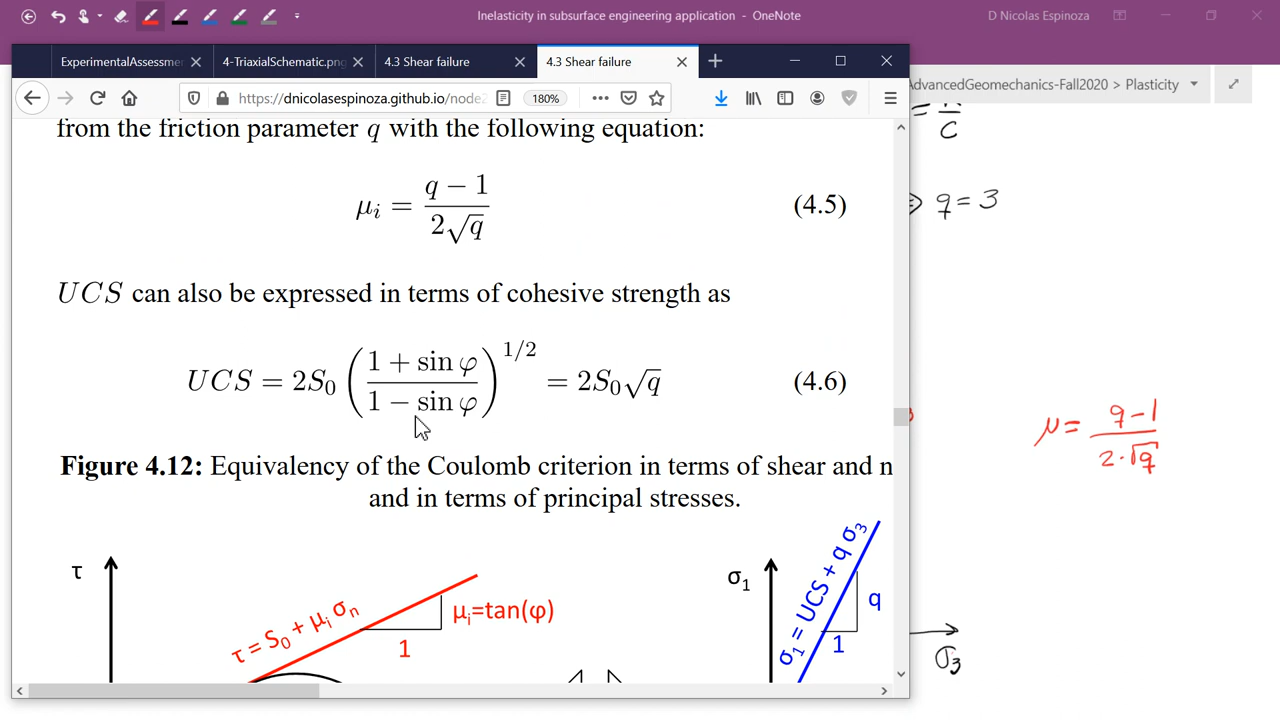 Inelasticity in subsurface engineering application - OneNote
D Nicolas Espinoza
ExperimentalAssessme
4-TriaxialSchematic.png
4.3 Shear failure
4.3 Shear failure
https://dnicolasespinoza.github.io/node2
180%
AdvancedGeomechanics-Fall2020 > Plasticity
from the friction parameter q with the following equation:
μi = (q − 1) / (2√q) (4.5)
UCS can also be expressed in terms of cohesive strength as
UCS = 2S0 ((1 + sin φ) / (1 − sin φ))^1/2 = 2S0√q (4.6)
Figure 4.12: Equivalency of the Coulomb criterion in terms of shear and n
and in terms of principal stresses.
τ
τ = S0 + μi σn
μi=tan(φ)
1
σ1
σ1 = UCS + q σ3
q
1
C
q = 3
μ = (q − 1) / (2·√q)
σ3